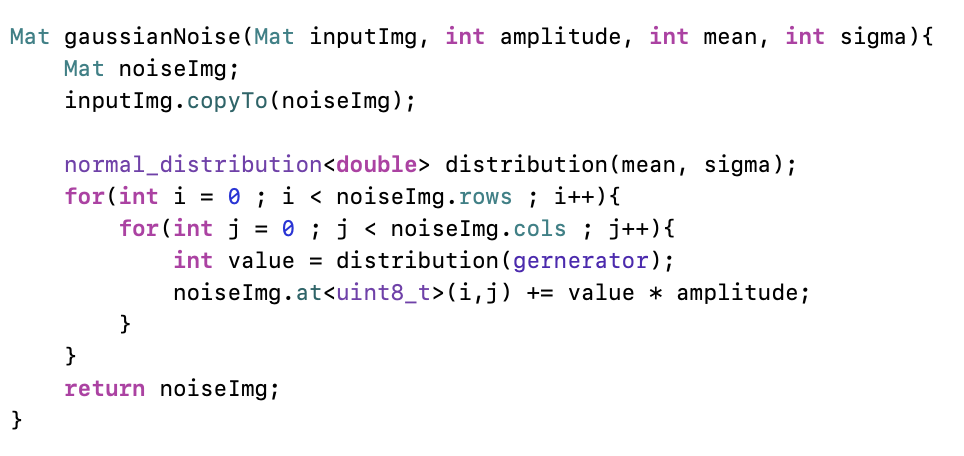 Mat gaussianNoise(Mat inputImg, int amplitude, int mean, int sigma){
    Mat noiseImg;
    inputImg.copyTo(noiseImg);

    normal_distribution<double> distribution(mean, sigma);
    for(int i = 0 ; i < noiseImg.rows ; i++){
        for(int j = 0 ; j < noiseImg.cols ; j++){
            int value = distribution(gernerator);
            noiseImg.at<uint8_t>(i,j) += value * amplitude;
        }
    }
    return noiseImg;
}